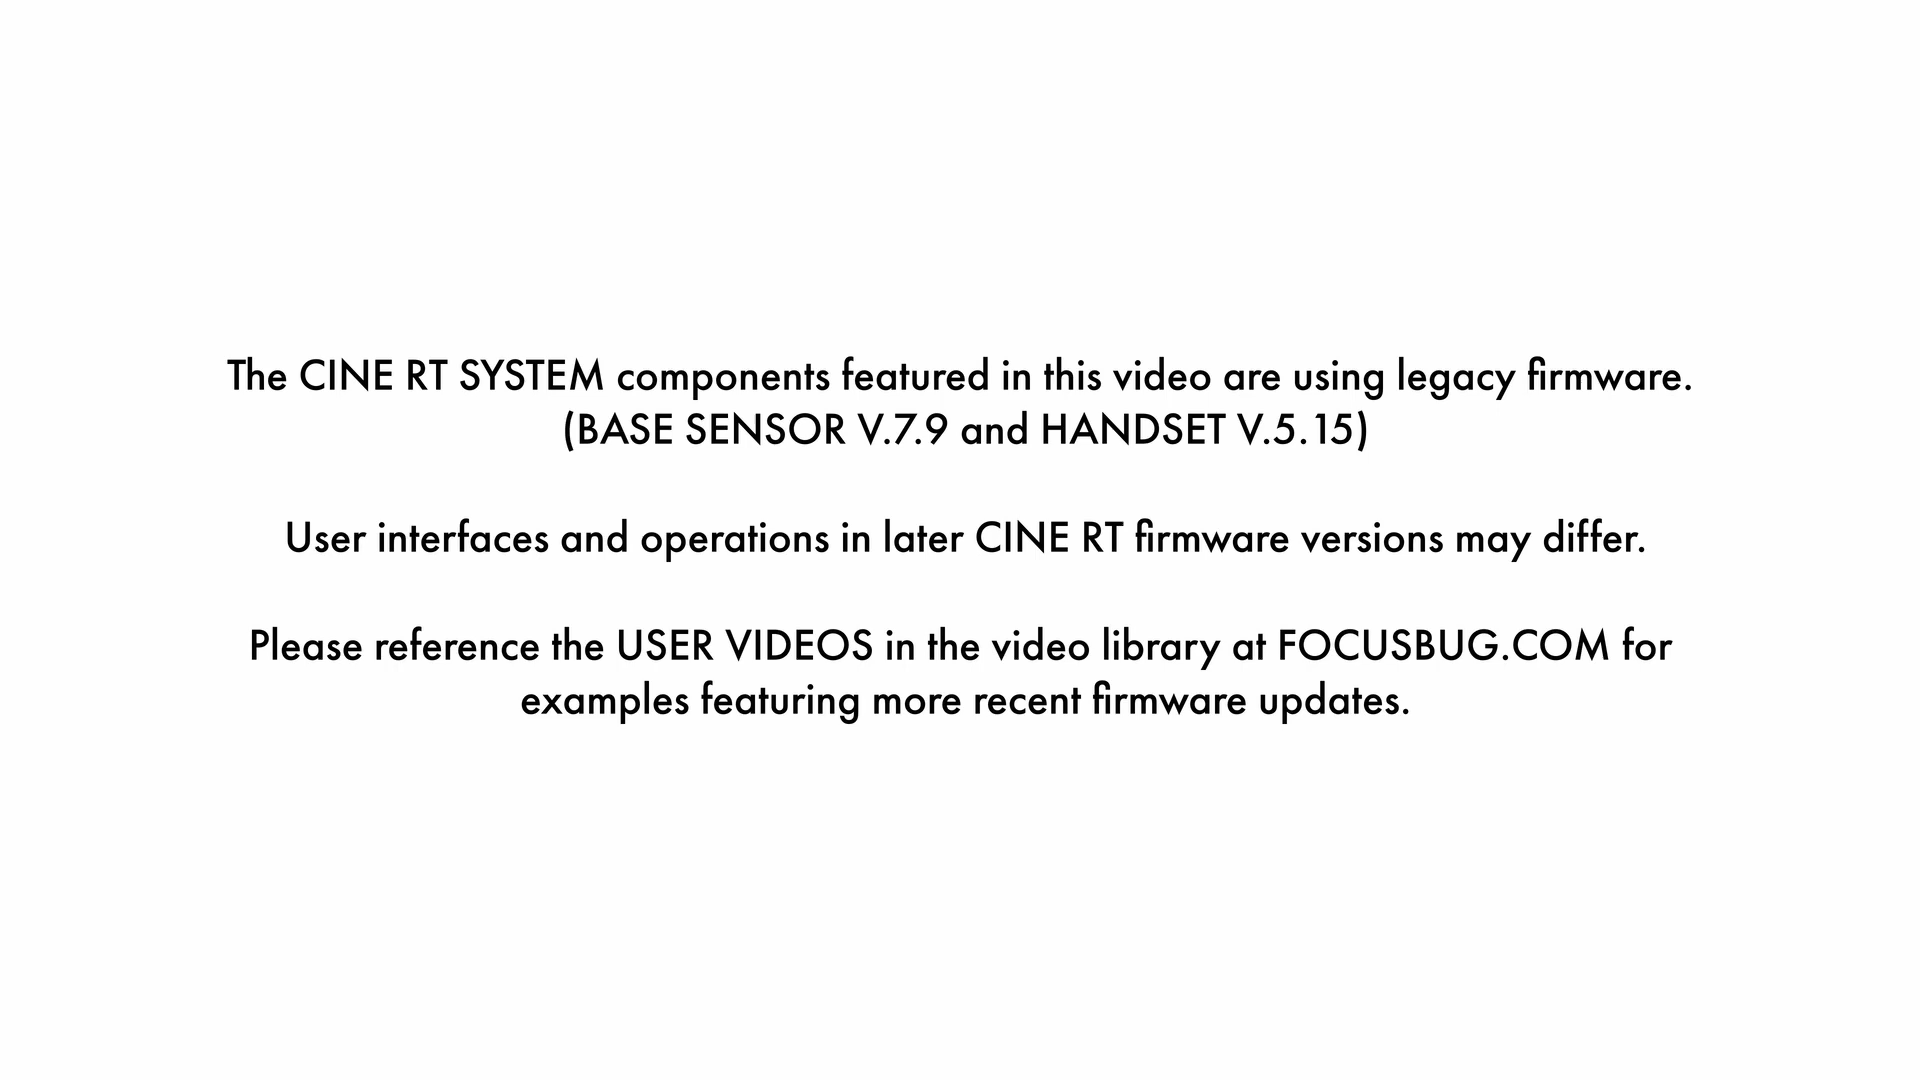 The CINE RT SYSTEM components featured in this video are using legacy firmware.
(BASE SENSOR V.7.9 and HANDSET V.5.15)
User interfaces and operations in later CINE RT firmware versions may differ.
Please reference the USER VIDEOS in the video library at FOCUSBUG.COM for
examples featuring more recent firmware updates.